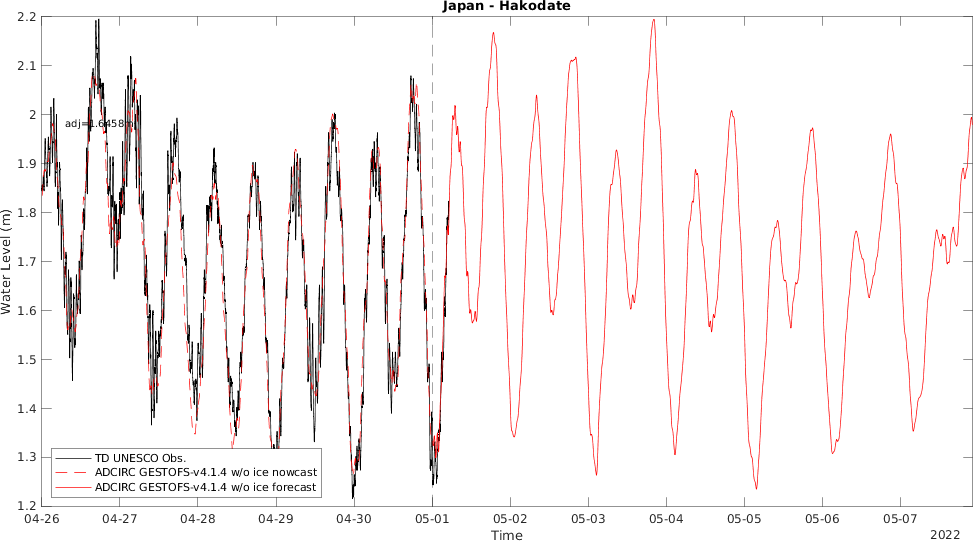 Japan - Hakodate
2.2
2.1
2
1.9
1.8
1.7
1.6
1.5
1.4
1.3
1.2
Water Level (m)
adj=1.6458m
TD UNESCO Obs.
ADCIRC GESTOFS-v4.1.4 w/o ice nowcast
ADCIRC GESTOFS-v4.1.4 w/o ice forecast
04-26 04-27 04-28 04-29 04-30 05-01 05-02 05-03 05-04 05-05 05-06 05-07
Time
2022